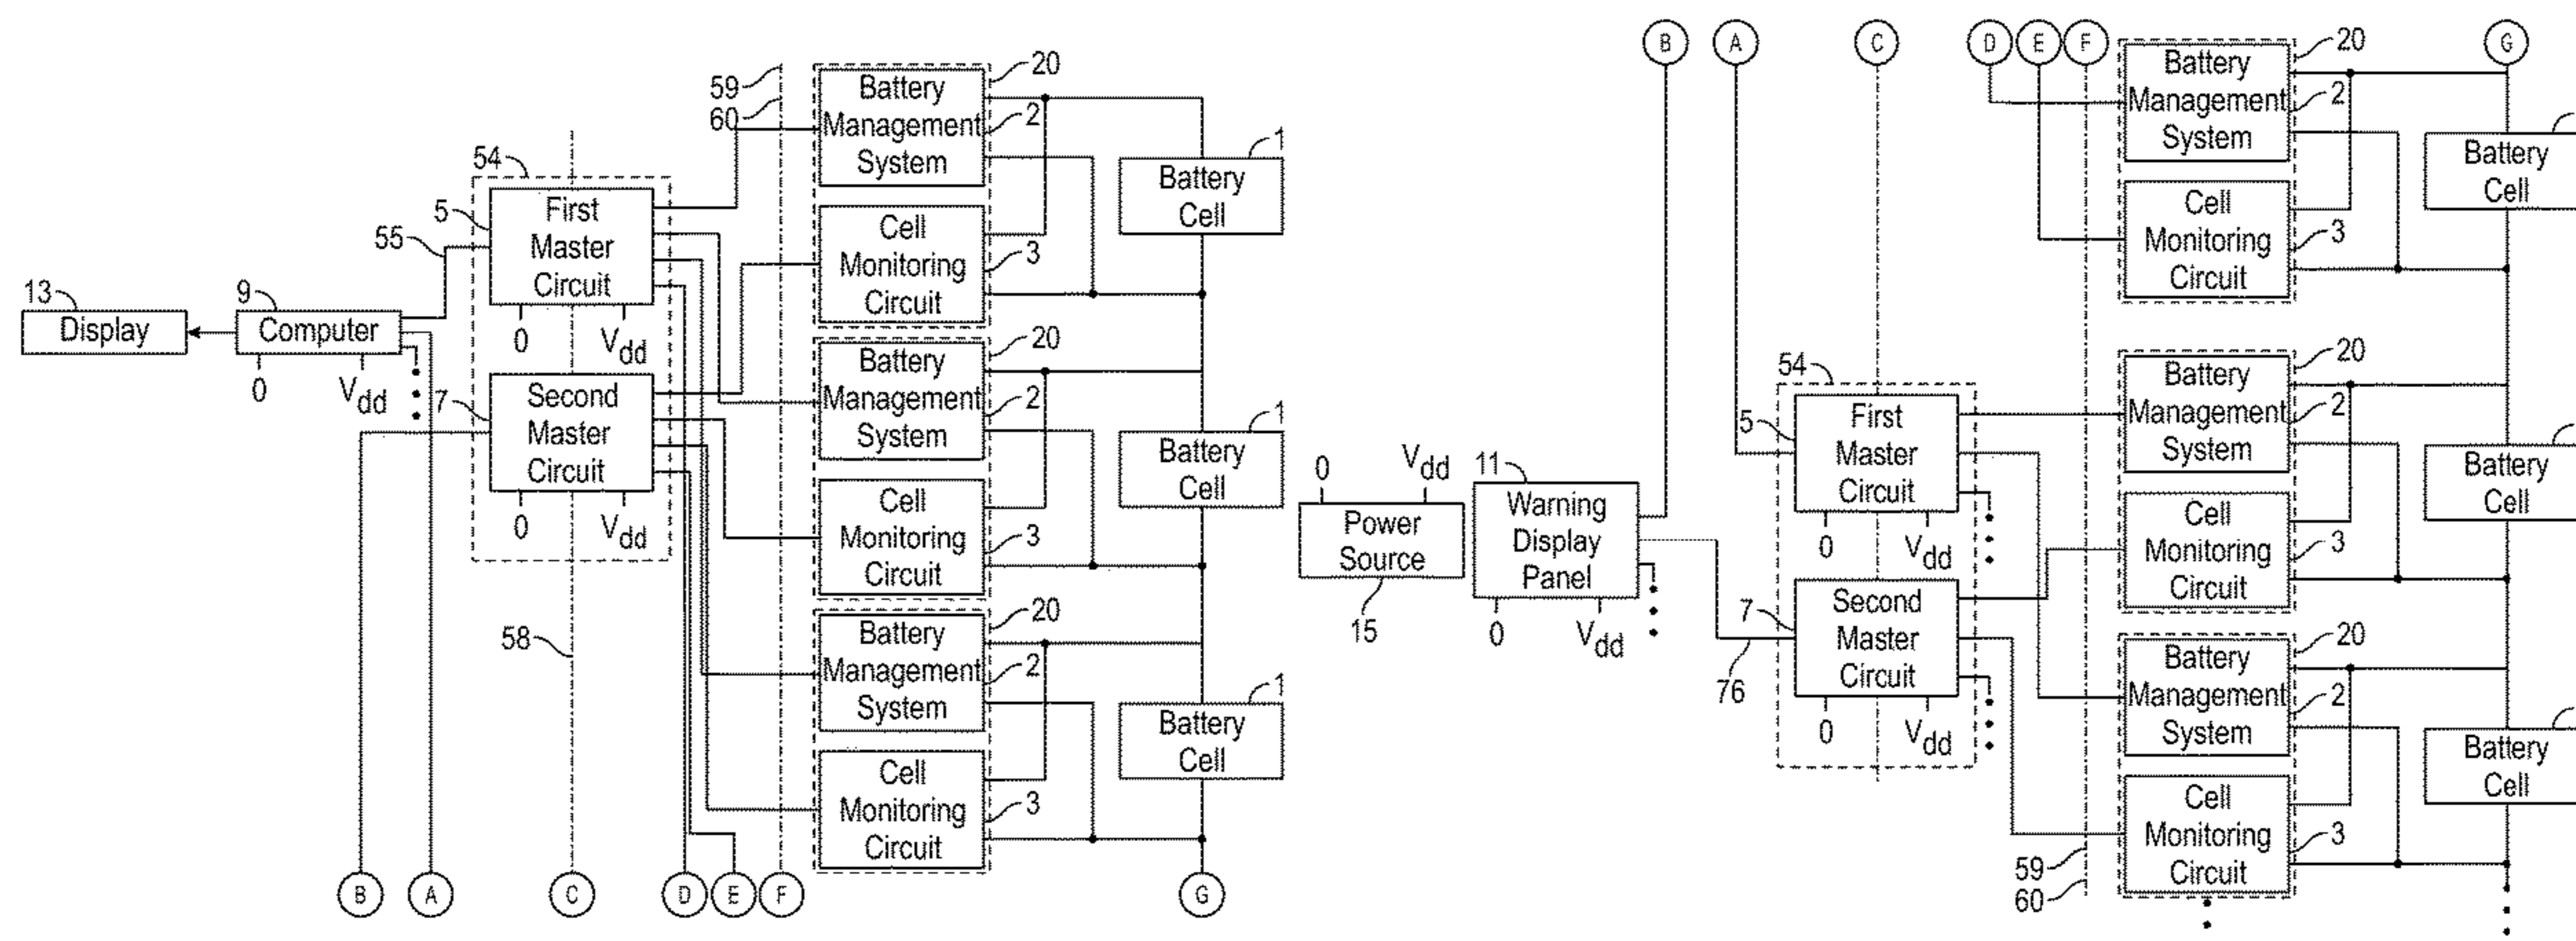 59
60
20
Battery
Management
System
2
1
Battery
Cell
54
5
First
Master
Circuit
0
Vdd
55
Cell
Monitoring
Circuit
3
13
Display
9
Computer
0
Vdd
7
Second
Master
Circuit
0
Vdd
20
Battery
Management
System
2
1
Battery
Cell
Cell
Monitoring
Circuit
3
58
20
Battery
Management
System
2
1
Battery
Cell
Cell
Monitoring
Circuit
3
B
A
C
D
E
F
G
B
A
C
D
E
F
G
20
Battery
Management
System
2
Battery
Cell
Cell
Monitoring
Circuit
3
54
5
First
Master
Circuit
0
Vdd
20
Battery
Management
System
2
Battery
Cell
0
Vdd
Power
Source
15
11
Warning
Display
Panel
0
Vdd
Cell
Monitoring
Circuit
3
7
Second
Master
Circuit
0
Vdd
76
20
Battery
Management
System
2
Battery
Cell
Cell
Monitoring
Circuit
3
59
60